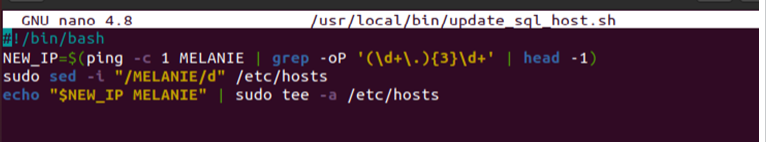 GNU nano 4.8 /usr/local/bin/update_sql_host.sh
#!/bin/bash
NEW_IP=$(ping -c 1 MELANIE | grep -oP '(\d+\.){3}\d+' | head -1)
sudo sed -i "/MELANIE/d" /etc/hosts
echo "$NEW_IP MELANIE" | sudo tee -a /etc/hosts